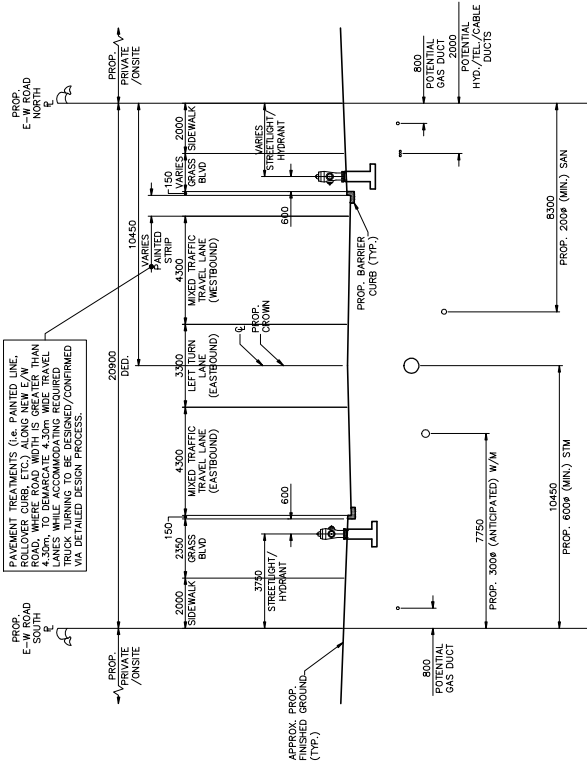 PAVEMENT TREATMENTS (i.e. PAINTED LINE,
ROLLOVER CURB, ETC.) ALONG NEW E/W
ROAD, WHERE ROAD WIDTH IS GREATER THAN
4.30m, TO DEMARCATE 4.30m WIDE TRAVEL
LANES WHILE ACCOMMODATING REQUIRED
TRUCK TURNING TO BE DESIGNED/CONFIRMED
VIA DETAILED DESIGN PROCESS.
PROP.
E-W ROAD
SOUTH
PROP.
E-W ROAD
NORTH
PROP.
PRIVATE
/ONSITE
20900
DED.
PROP.
PRIVATE
/ONSITE
10450
VARIES
PAINTED
STRIP
2000
SIDEWALK
2350
GRASS
BLVD
150
4300
MIXED TRAFFIC
TRAVEL LANE
(EASTBOUND)
3300
LEFT TURN
LANE
(EASTBOUND)
4300
MIXED TRAFFIC
TRAVEL LANE
(WESTBOUND)
150
VARIES
GRASS
BLVD
2000
SIDEWALK
3750
STREETLIGHT/
HYDRANT
600
PROP.
CROWN
600
VARIES
STREETLIGHT/
HYDRANT
APPROX. PROP.
FINISHED GROUND
(TYP.)
PROP. BARRIER
CURB (TYP.)
800
POTENTIAL
GAS DUCT
800
POTENTIAL
GAS DUCT
2000
POTENTIAL
HYD./TEL./CABLE
DUCTS
7750
PROP. 300ø (ANTICIPATED) W/M
8300
PROP. 200ø (MIN.) SAN
10450
PROP. 600ø (MIN.) STM